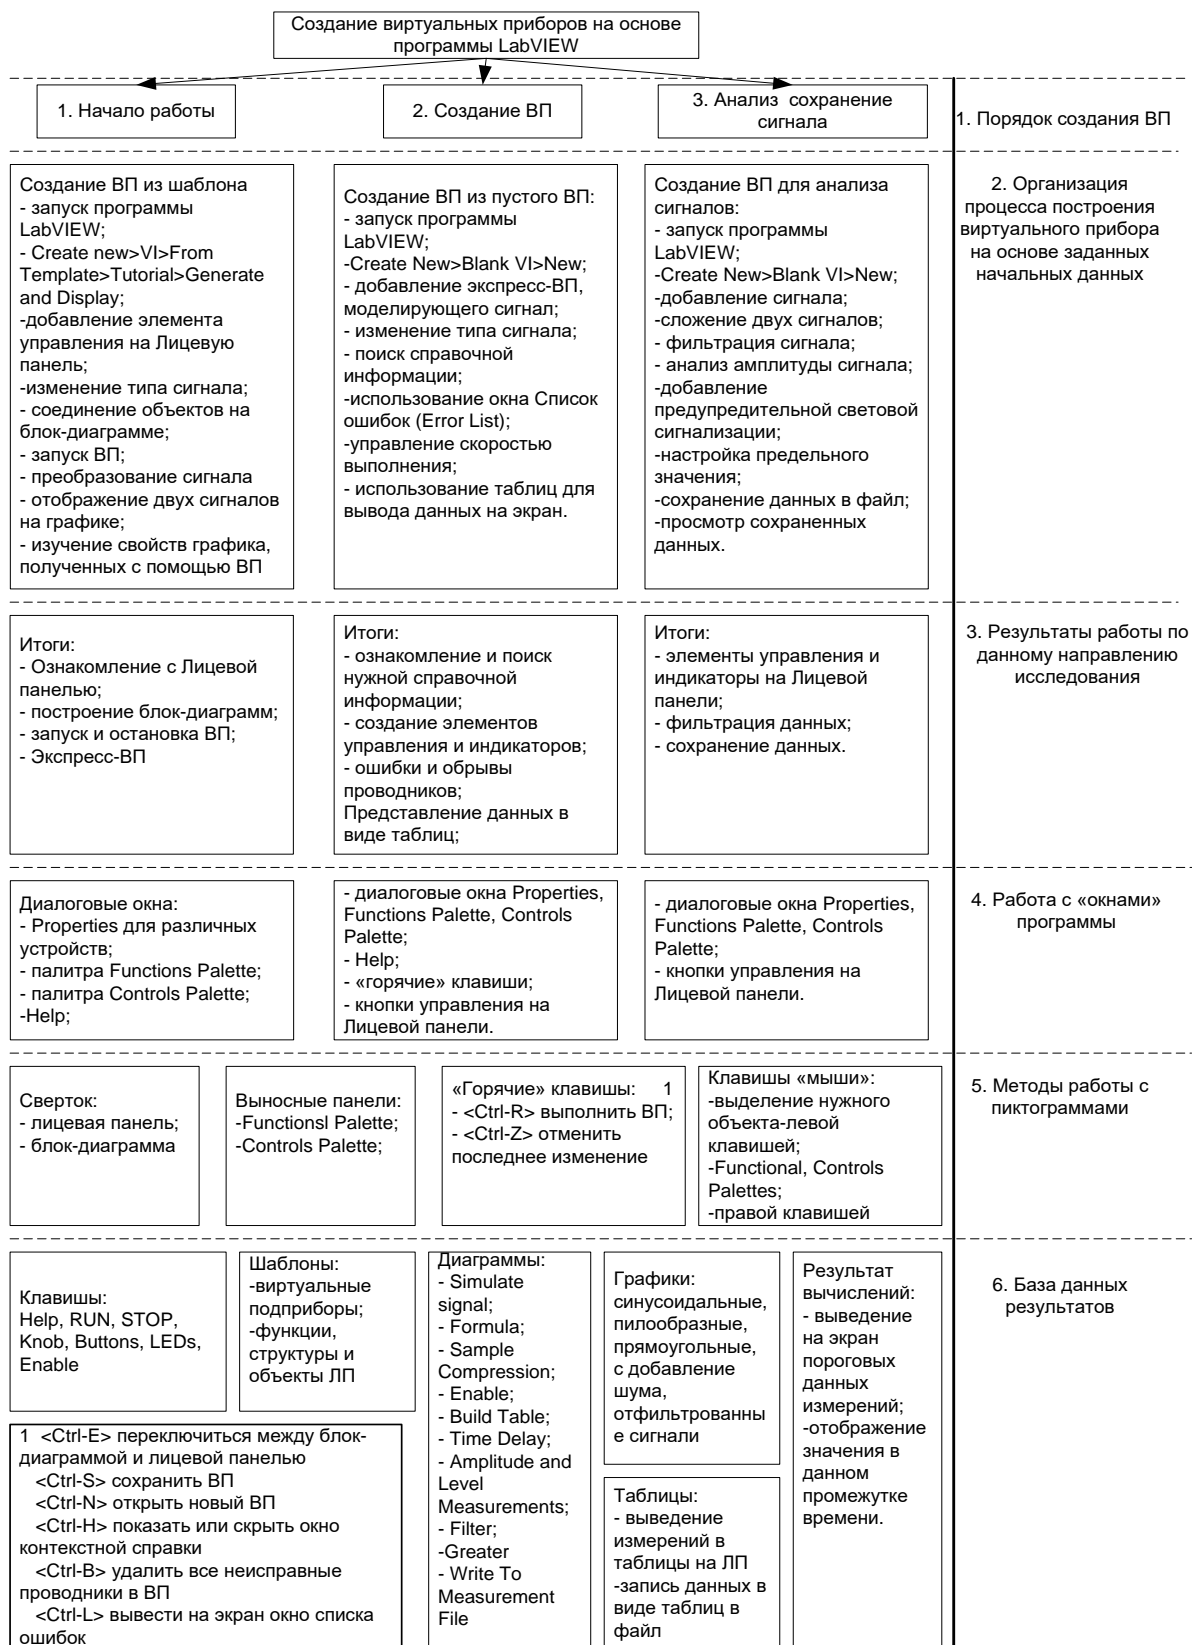 Создание виртуальных приборов на основе
программы LabVIEW
1. Начало работы
2. Создание ВП
3. Анализ  сохранение
сигнала
1. Порядок создания ВП
Создание ВП из шаблона
- запуск программы
LabVIEW;
- Create new>VI>From
Template>Tutorial>Generate
and Display;
-добавление элемента
управления на Лицевую
панель;
-изменение типа сигнала;
- соединение объектов на
блок-диаграмме;
- запуск ВП;
- преобразование сигнала
- отображение двух сигналов
на графике;
- изучение свойств графика,
полученных с помощью ВП
Создание ВП из пустого ВП:
- запуск программы
LabVIEW;
-Create New>Blank VI>New;
- добавление экспресс-ВП,
моделирующего сигнал;
- изменение типа сигнала;
- поиск справочной
информации;
-использование окна Список
ошибок (Error List);
-управление скоростью
выполнения;
- использование таблиц для
вывода данных на экран.
Создание ВП для анализа
сигналов:
- запуск программы
LabVIEW;
-Create New>Blank VI>New;
-добавление сигнала;
-сложение двух сигналов;
- фильтрация сигнала;
- анализ амплитуды сигнала;
-добавление
предупредительной световой
сигнализации;
-настройка предельного
значения;
-сохранение данных в файл;
-просмотр сохраненных
данных.
2. Организация
процесса построения
виртуального прибора
на основе заданных
начальных данных
Итоги:
- Ознакомление с Лицевой
панелью;
- построение блок-диаграмм;
- запуск и остановка ВП;
- Экспресс-ВП
Итоги:
- ознакомление и поиск
нужной справочной
информации;
- создание элементов
управления и индикаторов;
- ошибки и обрывы
проводников;
Представление данных в
виде таблиц;
Итоги:
- элементы управления и
индикаторы на Лицевой
панели;
- фильтрация данных;
- сохранение данных.
3. Результаты работы по
данному направлению
исследования
Диалоговые окна:
- Properties для различных
устройств;
- палитра Functions Palette;
- палитра Controls Palette;
-Help;
- диалоговые окна Properties,
Functions Palette, Controls
Palette;
- Help;
- «горячие» клавиши;
- кнопки управления на
Лицевой панели.
- диалоговые окна Properties,
Functions Palette, Controls
Palette;
- кнопки управления на
Лицевой панели.
4. Работа с «окнами»
программы
Сверток:
- лицевая панель;
- блок-диаграмма
Выносные панели:
-Functionsl Palette;
-Controls Palette;
«Горячие» клавиши:    1
- <Ctrl-R> выполнить ВП;
- <Ctrl-Z> отменить
последнее изменение
Клавиши «мыши»:
-выделение нужного
объекта-левой
клавишей;
-Functional, Controls
Palettes;
-правой клавишей
5. Методы работы с
пиктограммами
Клавиши:
Help, RUN, STOP,
Knob, Buttons, LEDs,
Enable
Шаблоны:
-виртуальные
подприборы;
-функции,
структуры и
объекты ЛП
Диаграммы:
- Simulate
signal;
- Formula;
- Sample
Compression;
- Enable;
- Build Table;
- Time Delay;
- Amplitude and
Level
Measurements;
- Filter;
-Greater
- Write To
Measurement
File
Графики:
синусоидальные,
пилообразные,
прямоугольные,
с добавление
шума,
отфильтрованны
е сигнали
Таблицы:
- выведение
измерений в
таблицы на ЛП
-запись данных в
виде таблиц в
файл
Результат
вычислений:
- выведение
на экран
пороговых
данных
измерений;
-отображение
значения в
данном
промежутке
времени.
6. База данных
результатов
1  <Ctrl-E> переключиться между блок-
диаграммой и лицевой панелью
<Ctrl-S> сохранить ВП
<Ctrl-N> открыть новый ВП
<Ctrl-H> показать или скрыть окно
контекстной справки
<Ctrl-B> удалить все неисправные
проводники в ВП
<Ctrl-L> вывести на экран окно списка
ошибок